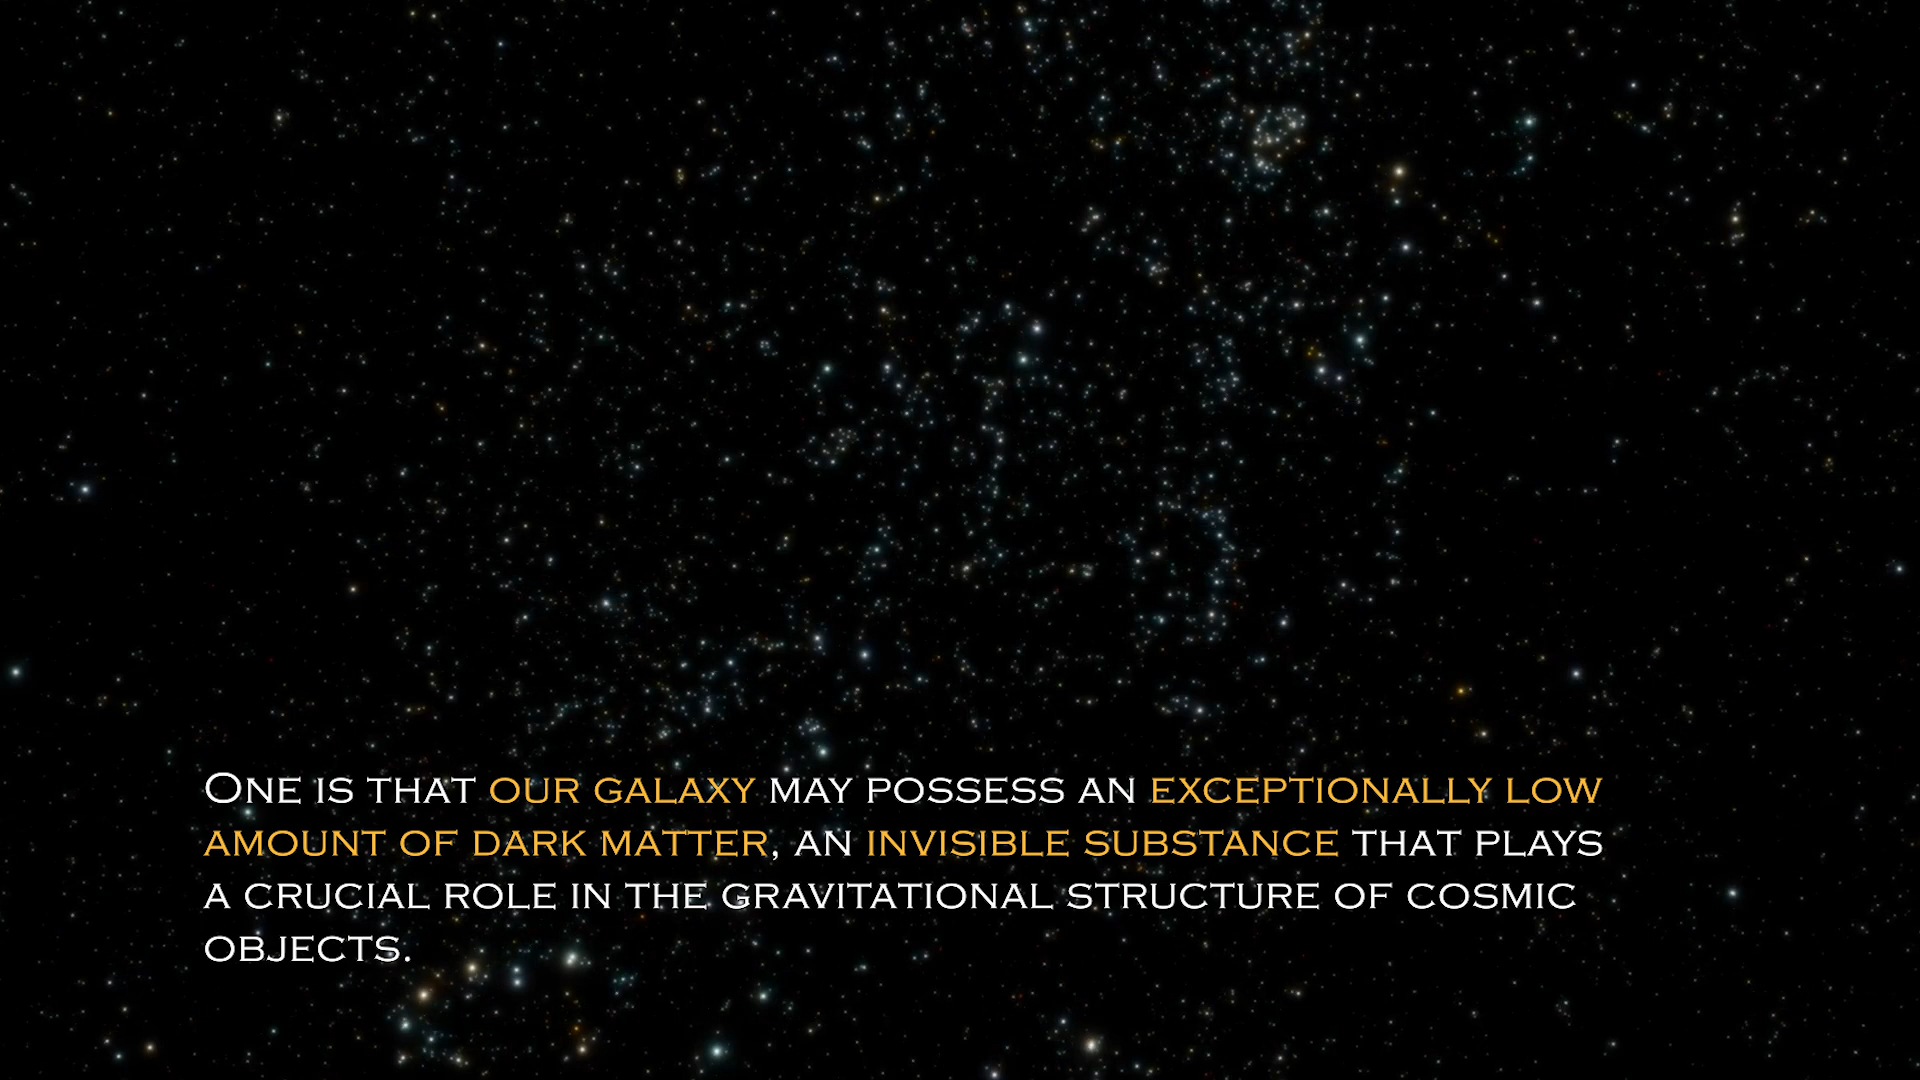 One is that our galaxy may possess an exceptionally low
amount of dark matter, an invisible substance that plays
a crucial role in the gravitational structure of cosmic
objects.